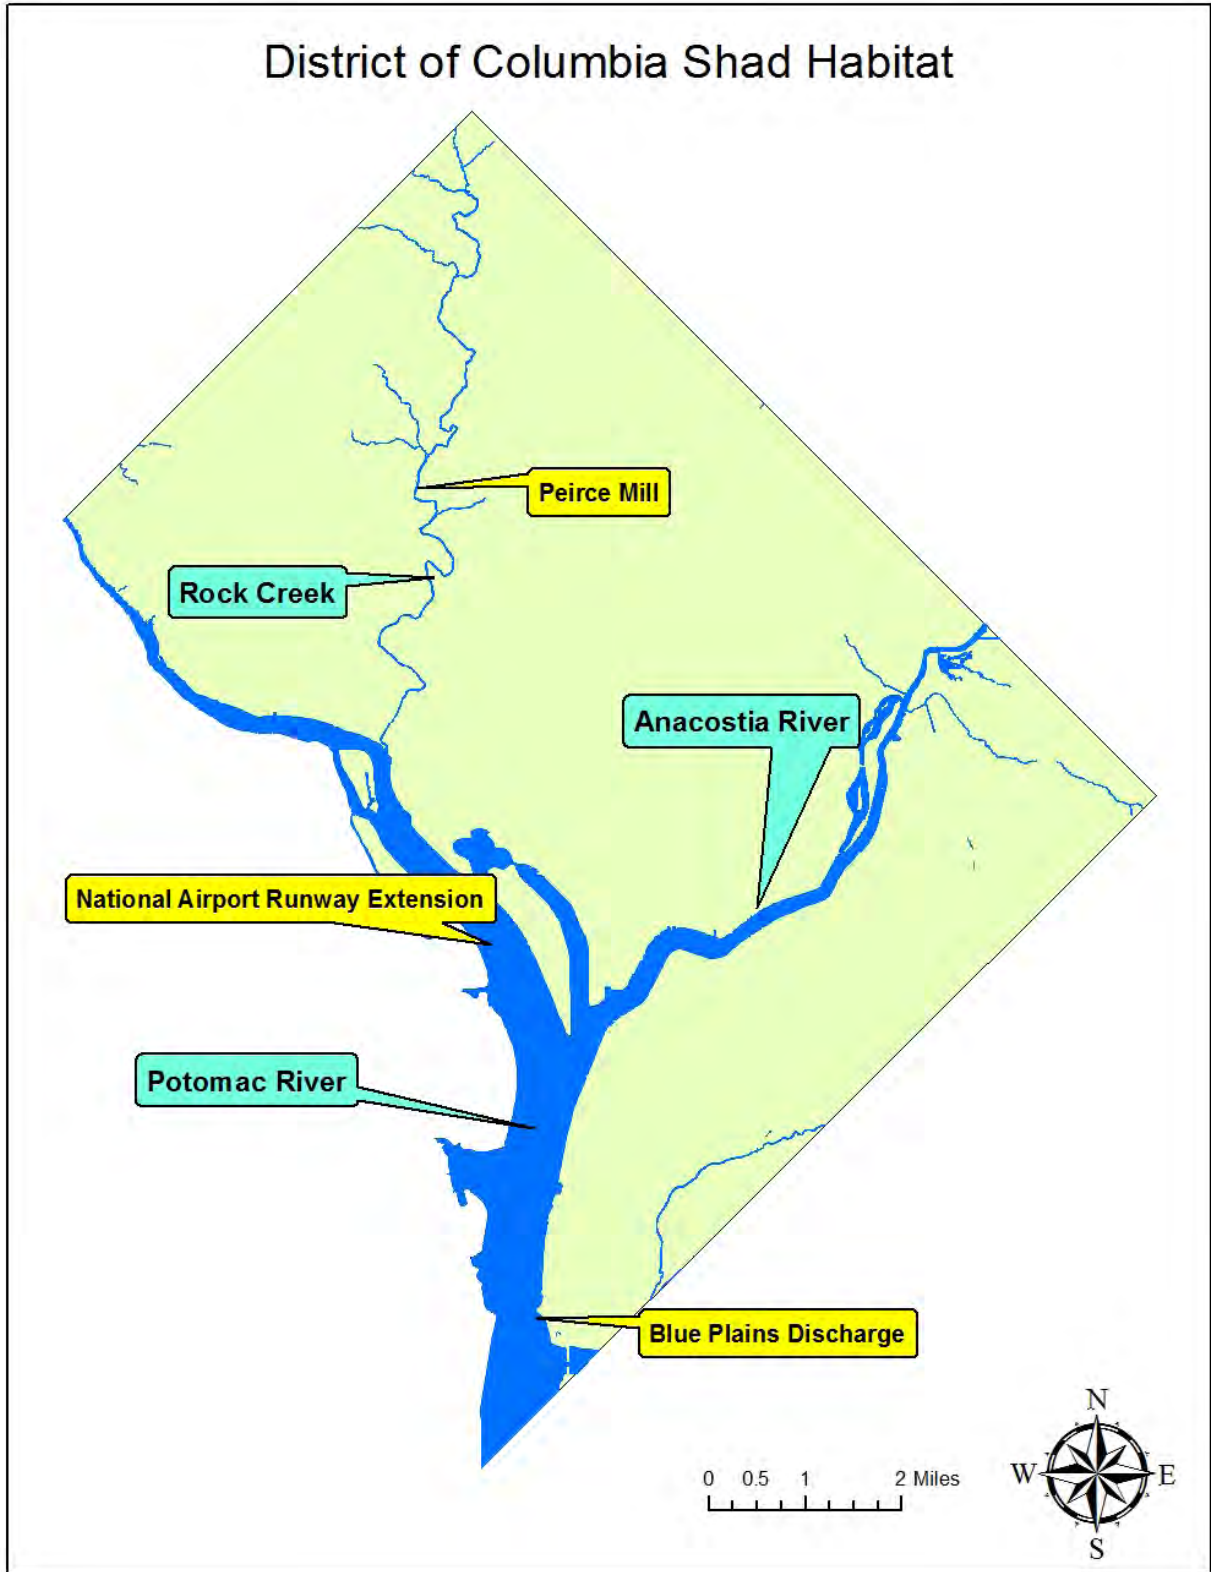 District of Columbia Shad Habitat
Peirce Mill
Rock Creek
Anacostia River
National Airport Runway Extension
Potomac River
Blue Plains Discharge
N
W E
S
0 0.5 1 2 Miles